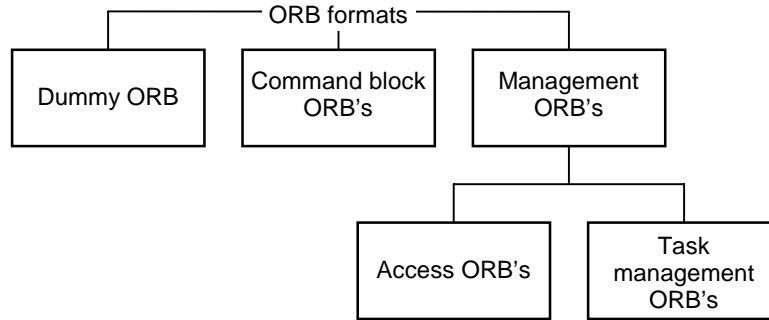 ORB formats
Dummy ORB
Command block
ORB's
Management
ORB's
Access ORB's
Task
management
ORB's